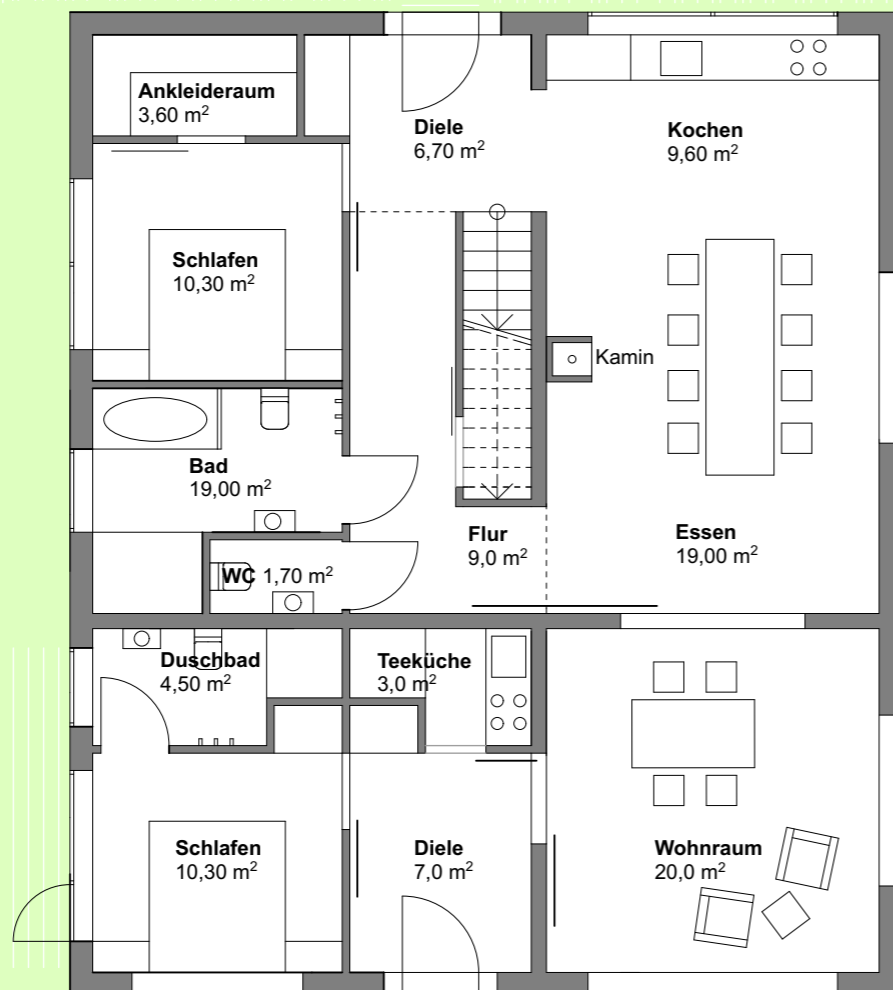 Ankleideraum
3,60 m²
Diele
6,70 m²
Kochen
9,60 m²
Schlafen
10,30 m²
Kamin
Bad
19,00 m²
Flur
9,0 m²
Essen
19,00 m²
WC 1,70 m²
Duschbad
4,50 m²
Teeküche
3,0 m²
Schlafen
10,30 m²
Diele
7,0 m²
Wohnraum
20,0 m²